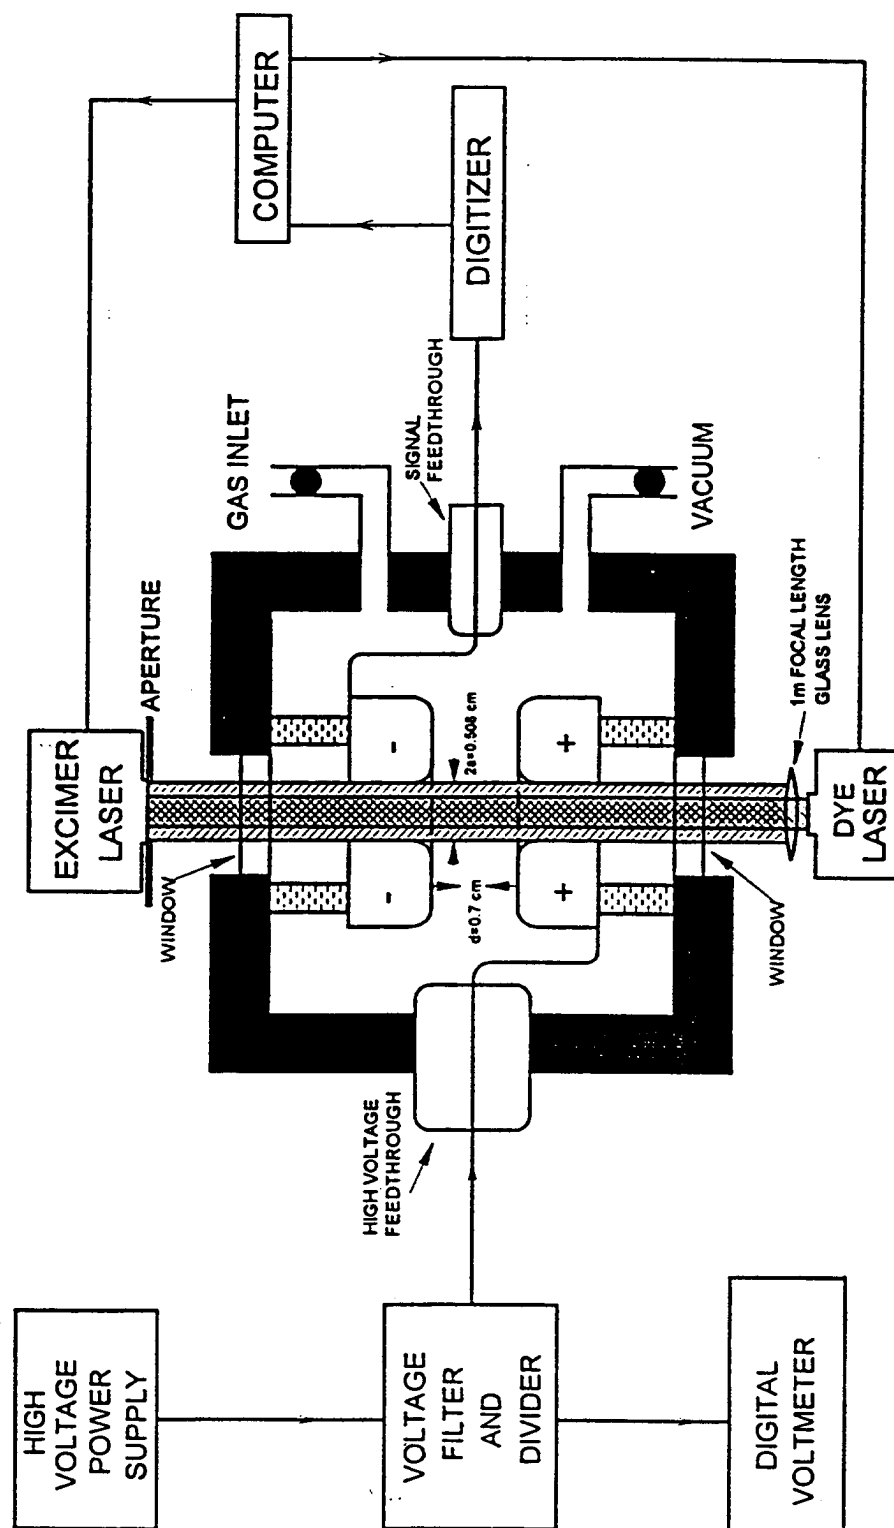 HIGH
VOLTAGE
POWER
SUPPLY
VOLTAGE
FILTER
AND
DIVIDER
DIGITAL
VOLTMETER
HIGH VOLTAGE
FEEDTHROUGH
WINDOW
EXCIMER
LASER
APERTURE
-
-
d=0.7 cm
2a=0.508 cm
+
+
WINDOW
DYE
LASER
1m FOCAL LENGTH
GLASS LENS
GAS INLET
SIGNAL
FEEDTHROUGH
VACUUM
DIGITIZER
COMPUTER